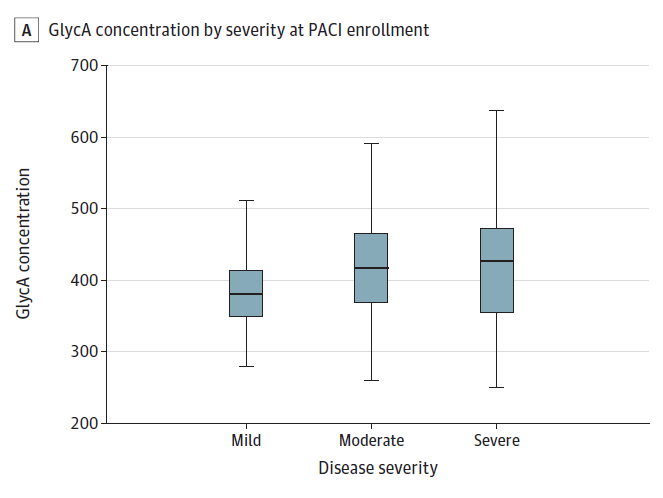 A GlycA concentration by severity at PACI enrollment
700
600
500
400
300
200
GlycA concentration
Mild Moderate Severe
Disease severity